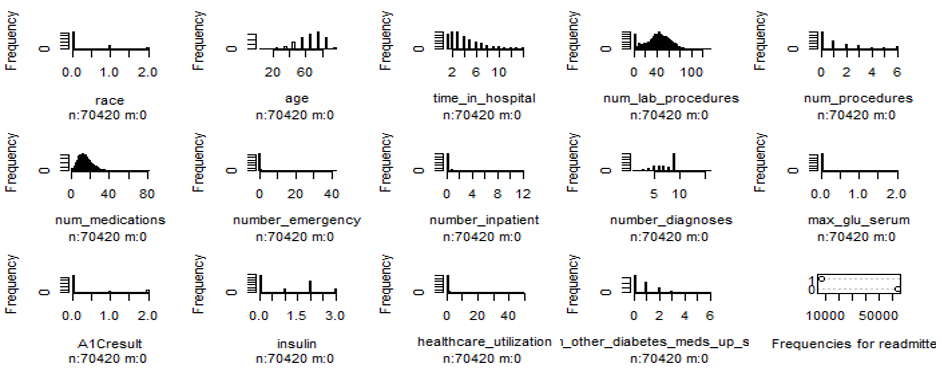 Frequency 0 0.0 1.0 2.0
race
n:70420 m:0
Frequency 0 20 60
age
n:70420 m:0
Frequency 0 2 6 10
time_in_hospital
n:70420 m:0
Frequency 0 0 40 100
num_lab_procedures
n:70420 m:0
Frequency 0 0 2 4 6
num_procedures
n:70420 m:0
Frequency 0 0 40 80
num_medications
n:70420 m:0
Frequency 0 0 20 40
number_emergency
n:70420 m:0
Frequency 0 0 4 8 12
number_inpatient
n:70420 m:0
Frequency 0 5 10
number_diagnoses
n:70420 m:0
Frequency 0 0.0 1.0 2.0
max_glu_serum
n:70420 m:0
Frequency 0 0.0 1.0 2.0
A1Cresult
n:70420 m:0
Frequency 0 0.0 1.5 3.0
insulin
n:70420 m:0
Frequency 0 0 20 40
healthcare_utilization
n:70420 m:0
Frequency 0 0 2 4 6
_other_diabetes_meds_up_s
n:70420 m:0
1
0
10000 50000
Frequencies for readmitte